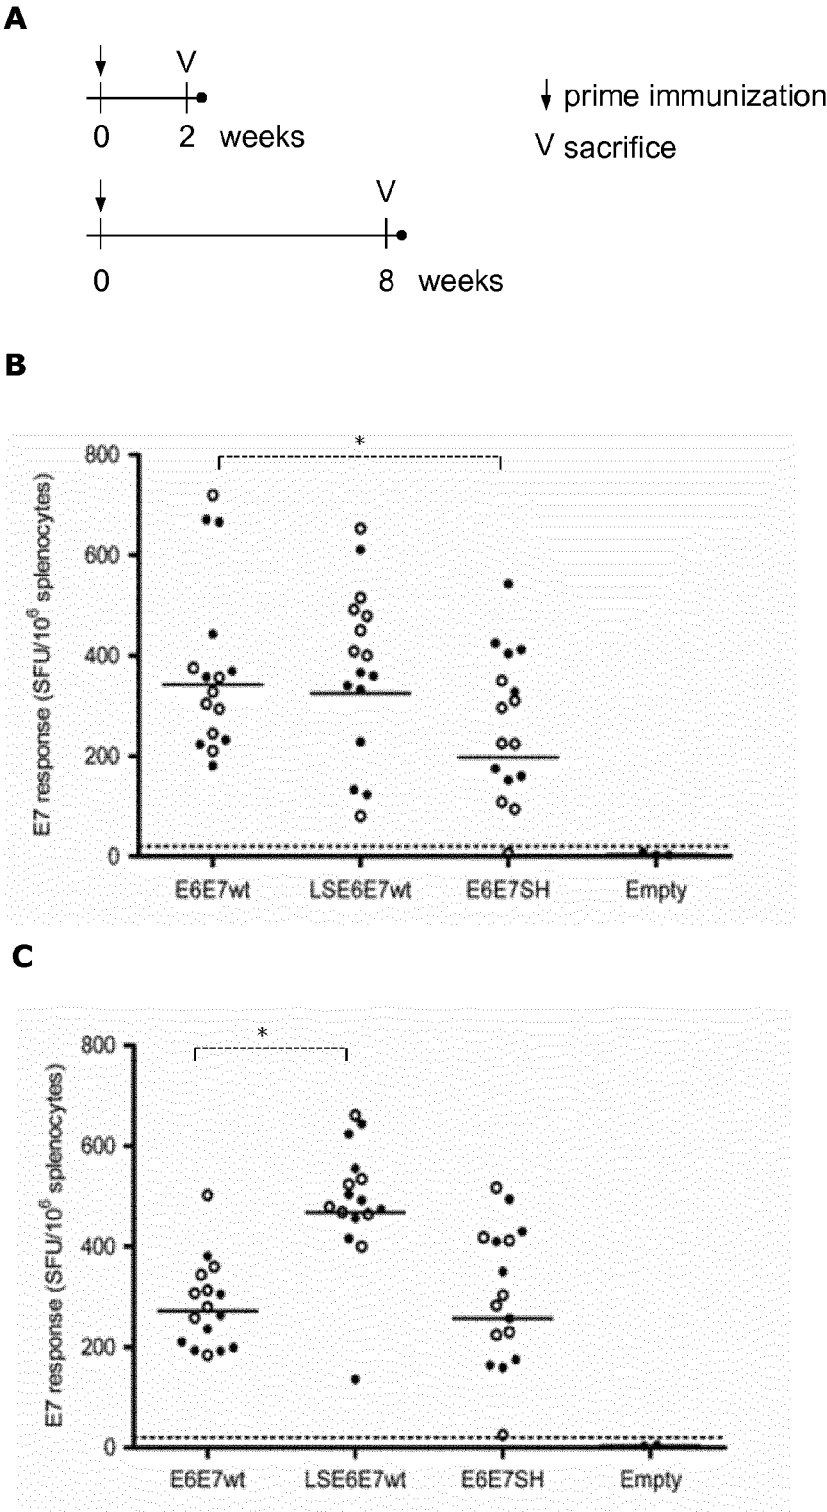 A
V
0 2 weeks
prime immunization
V sacrifice
V
0 8 weeks
B
*
800
600
400
200
0
E7 response (SFU/10⁶ splenocytes)
E6E7wt LSE6E7wt E6E7SH Empty
C
*
800
600
400
200
0
E7 response (SFU/10⁶ splenocytes)
E6E7wt LSE6E7wt E6E7SH Empty